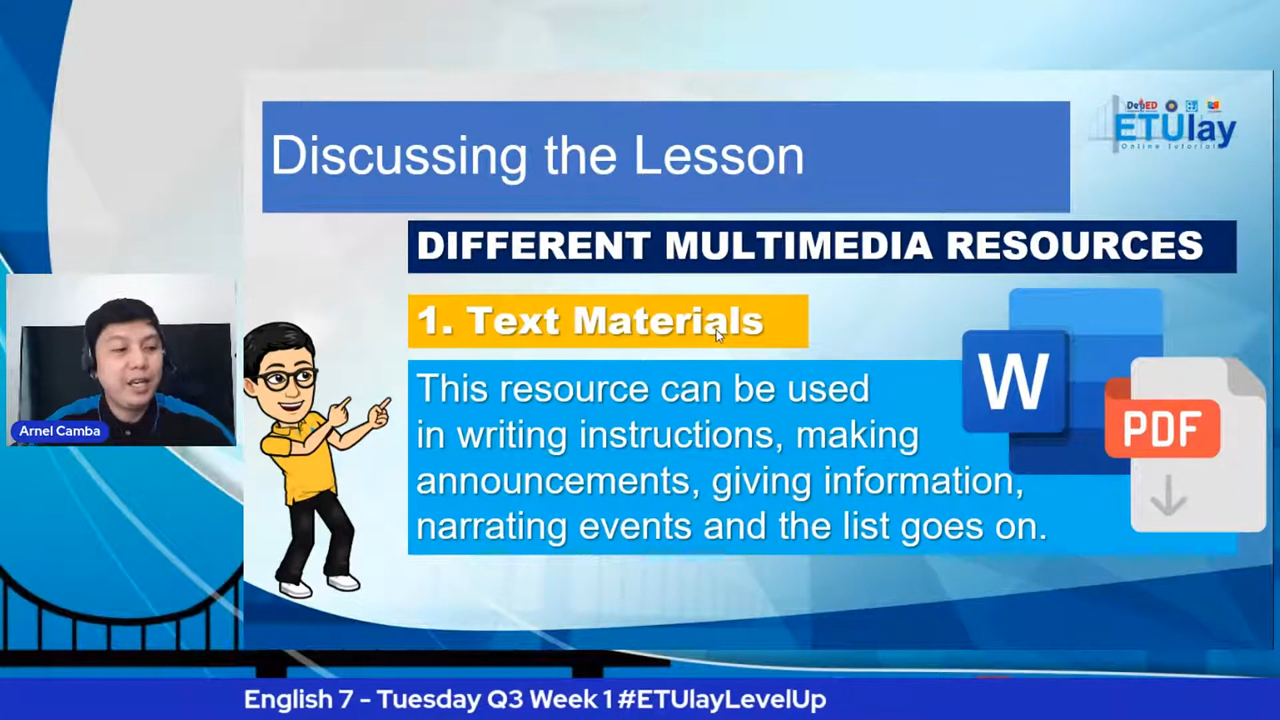 Discussing the Lesson
DepED
ETUlay
Online Tutorial
DIFFERENT MULTIMEDIA RESOURCES
1. Text Materials
This resource can be used
in writing instructions, making
announcements, giving information,
narrating events and the list goes on.
W
PDF
Arnel Camba
English 7 - Tuesday Q3 Week 1 #ETUlayLevelUp